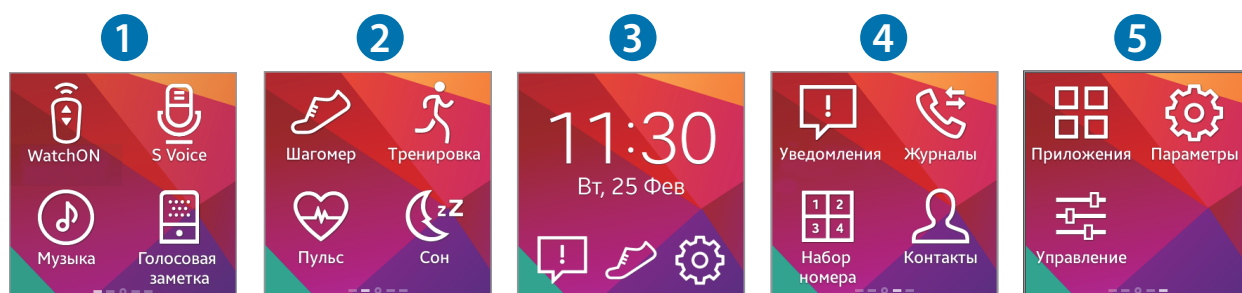 1
2
3
4
5
WatchON
S Voice
Музыка
Голосовая
заметка
Шагомер
Тренировка
Пульс
zZ
Сон
11:30
Вт, 25 Фев
!
!
Уведомления
Журналы
1 2
3 4
Набор
номера
Контакты
Приложения
Параметры
Управление